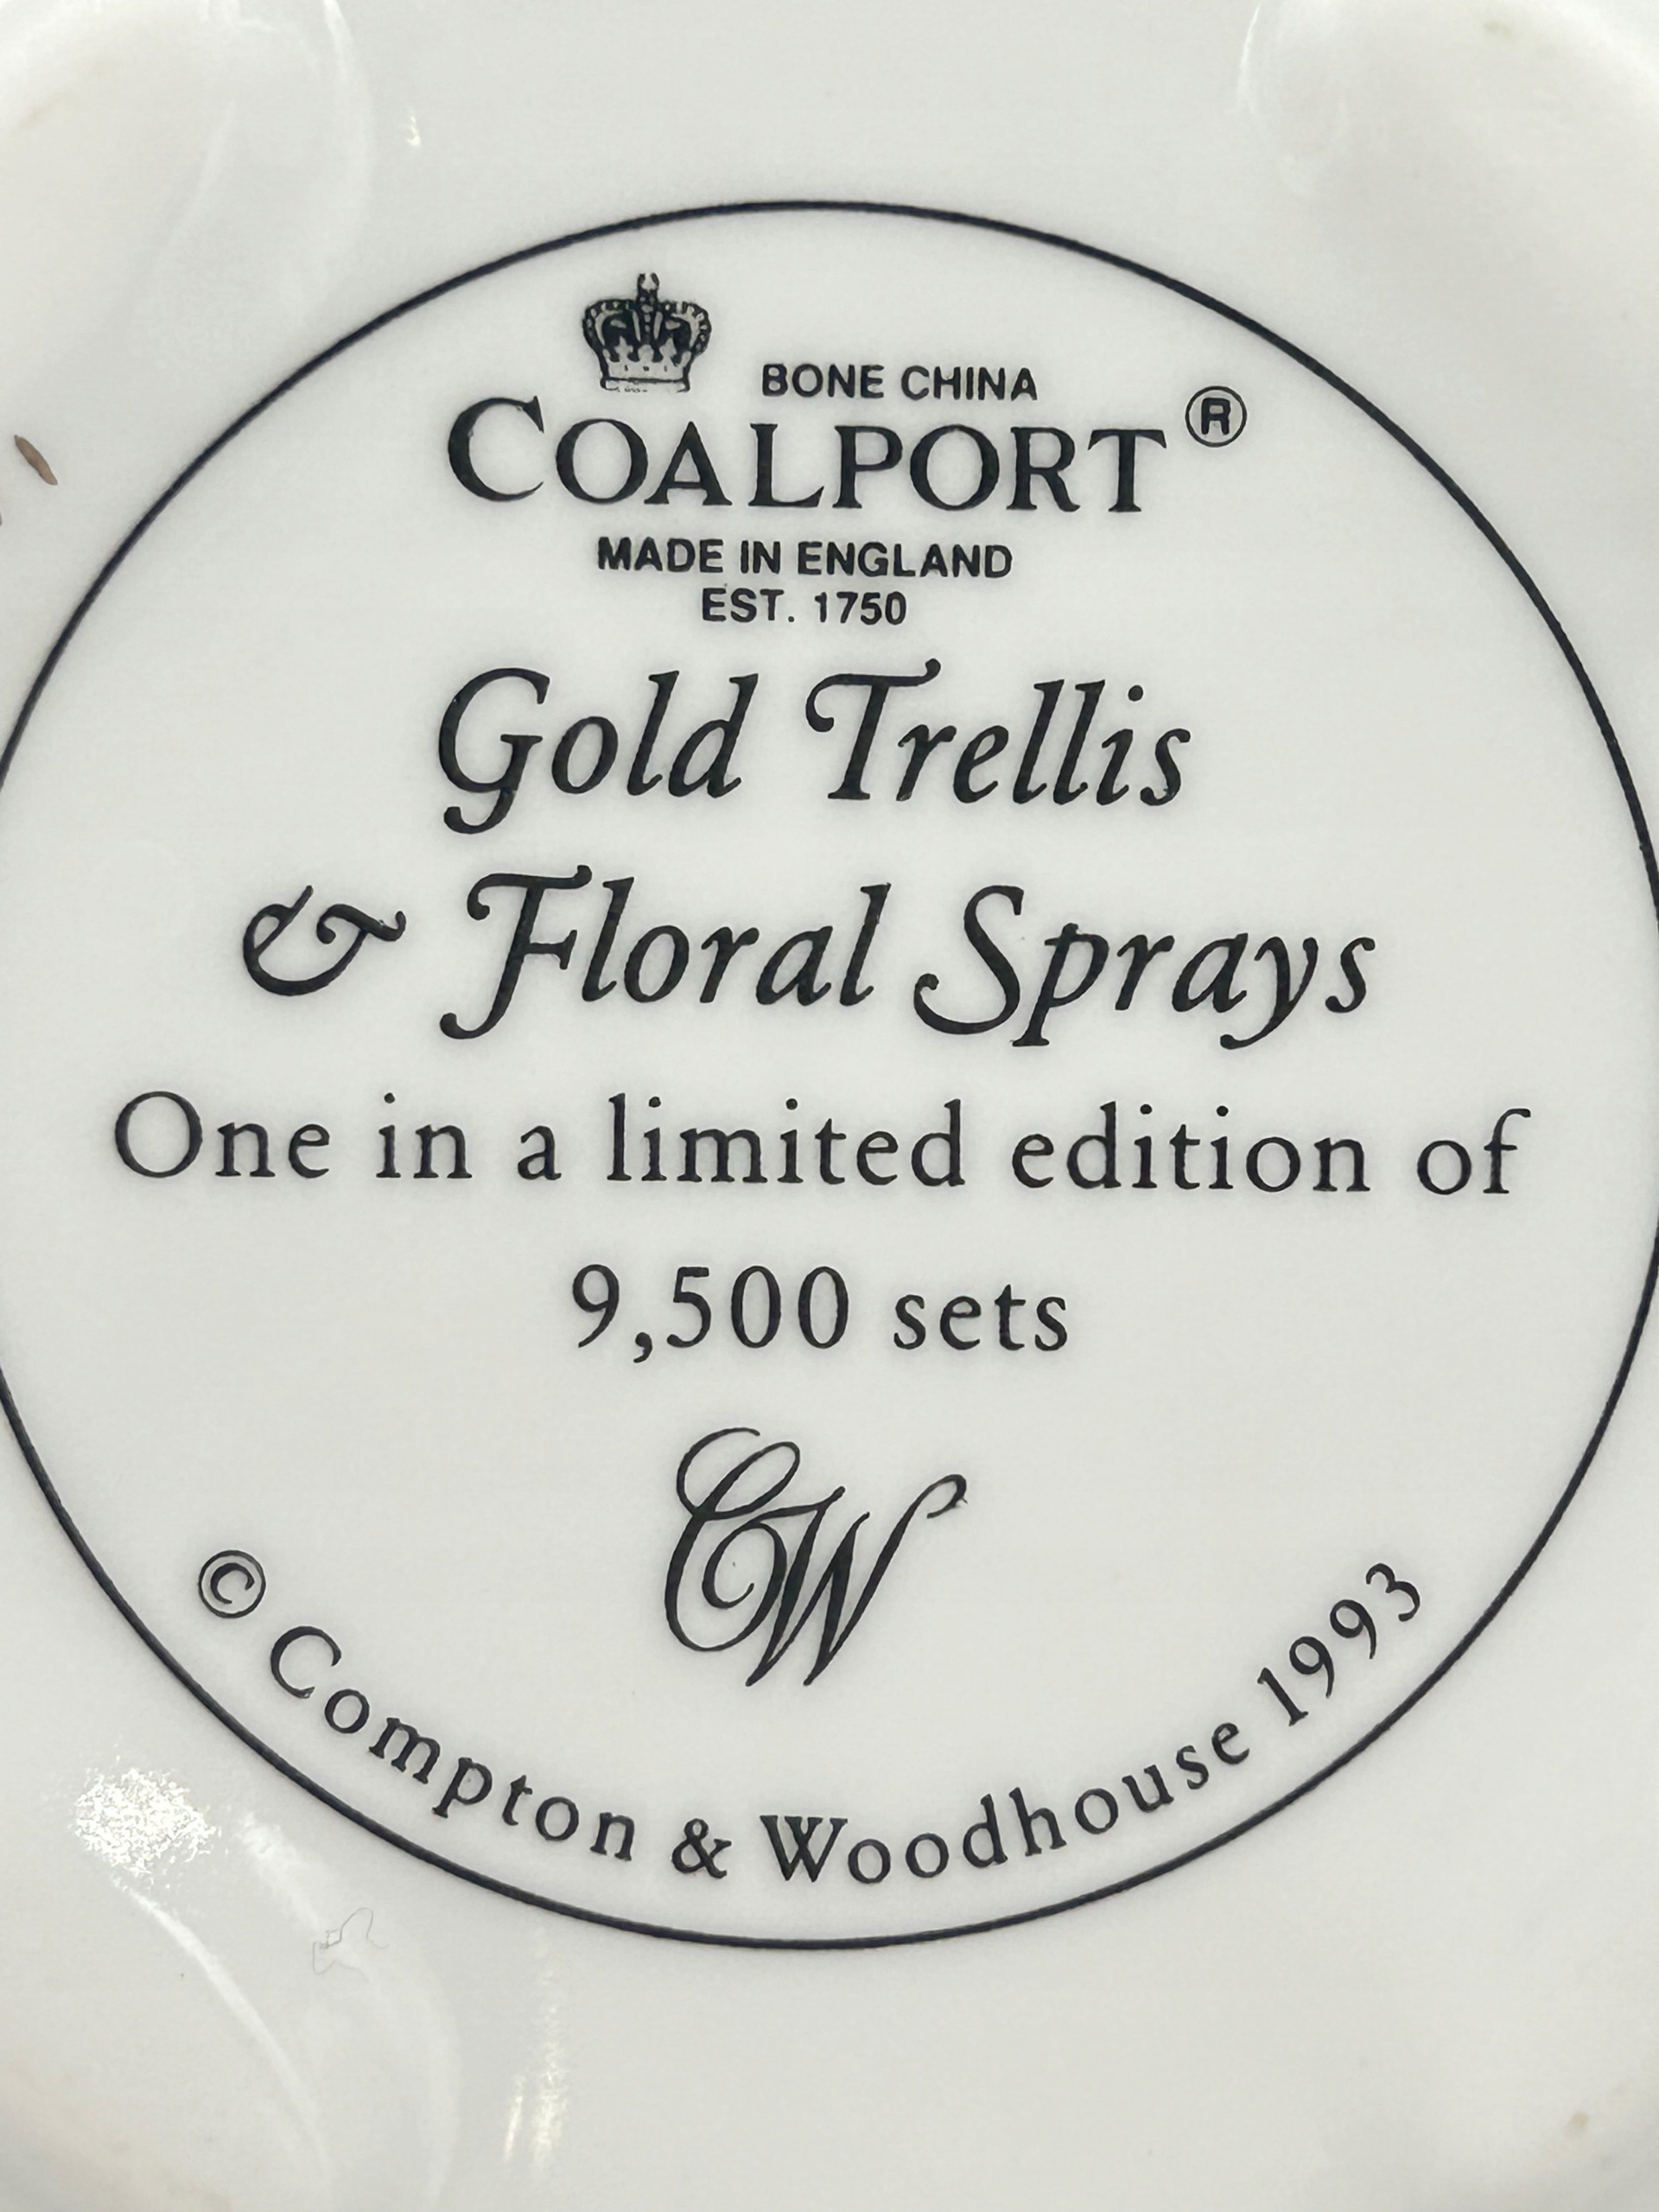 BONE CHINA
COALPORT®
MADE IN ENGLAND
EST. 1750
Gold Trellis
& Floral Sprays
One in a limited edition of
9,500 sets
CW
© Compton & Woodhouse 1993